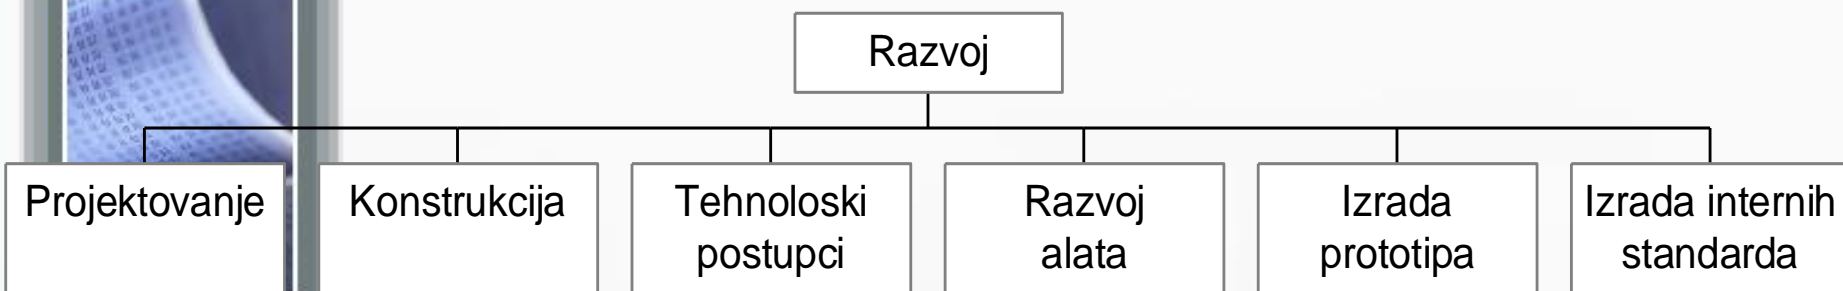 Razvoj
Projektovanje
Konstrukcija
Tehnoloski
postupci
Razvoj
alata
Izrada
prototipa
Izrada internih
standarda